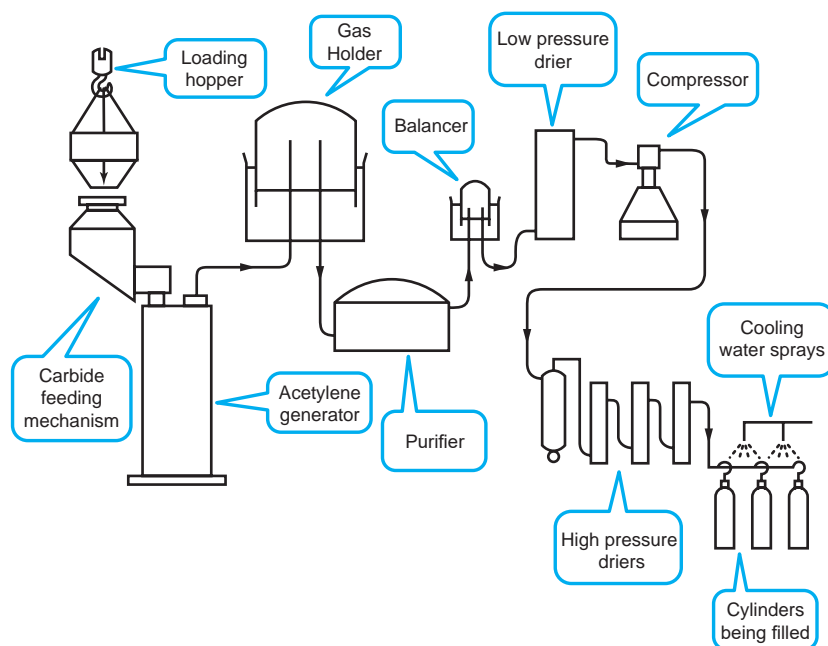 Loading
hopper
Gas
Holder
Low pressure
drier
Compressor
Balancer
Carbide
feeding
mechanism
Acetylene
generator
Purifier
Cooling
water sprays
High pressure
driers
Cylinders
being filled